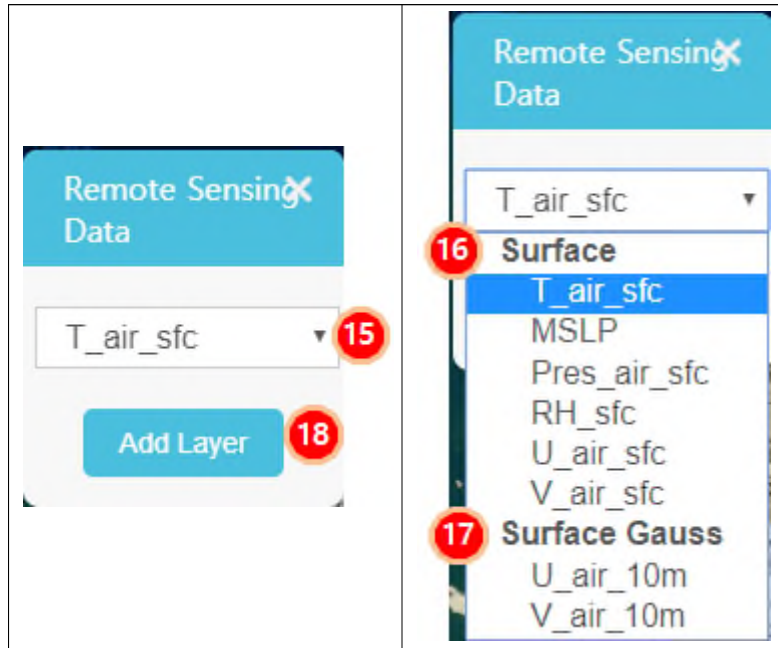 Remote Sensing
Data
T_air_sfc
15
Add Layer
18
Remote Sensing
Data
T_air_sfc
16
Surface
T_air_sfc
MSLP
Pres_air_sfc
RH_sfc
U_air_sfc
V_air_sfc
17
Surface Gauss
U_air_10m
V_air_10m